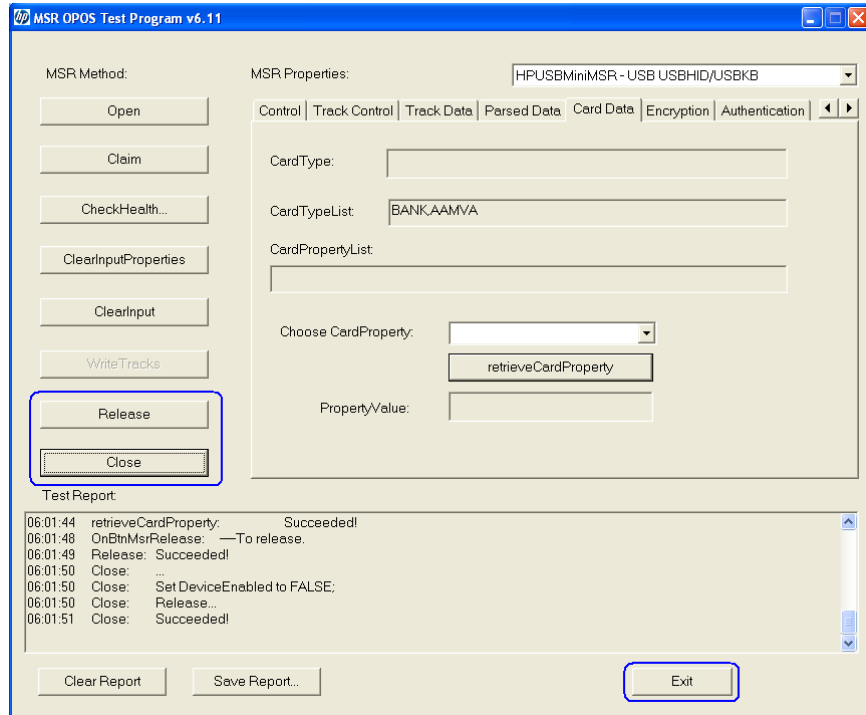 hp MSR OPOS Test Program v6.11
MSR Method:
MSR Properties:
HPUSBMiniMSR - USB USBHID/USBKB
Open
Claim
CheckHealth...
ClearInputProperties
ClearInput
WriteTracks
Release
Close
Control Track Control Track Data Parsed Data Card Data Encryption Authentication
CardType:
CardTypeList: BANK,AAMVA
CardPropertyList:
Choose CardProperty:
retrieveCardProperty
PropertyValue:
Test Report:
06:01:44 retrieveCardProperty: Succeeded!
06:01:48 OnBtnMsrRelease: ----To release.
06:01:49 Release: Succeeded!
06:01:50 Close: ...
06:01:50 Close: Set DeviceEnabled to FALSE;
06:01:50 Close: Release...
06:01:51 Close: Succeeded!
Clear Report
Save Report...
Exit